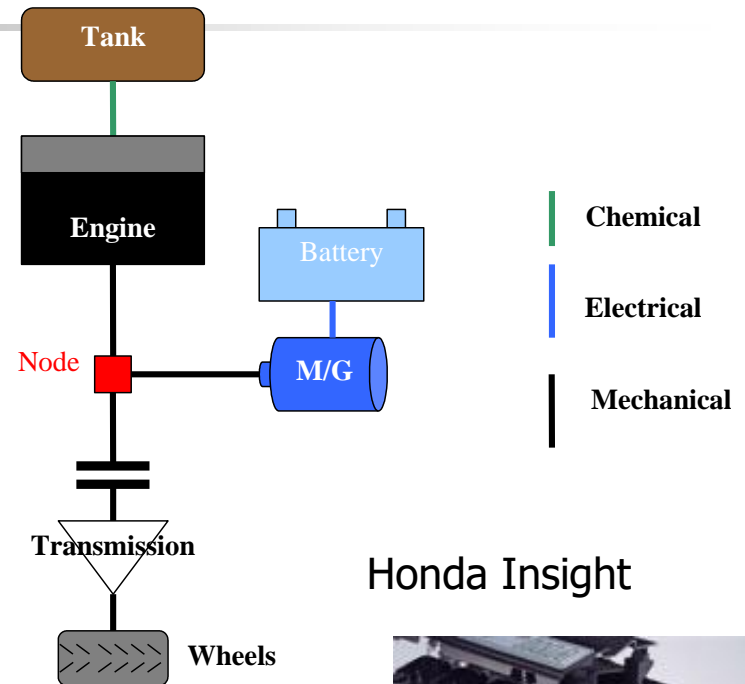 Tank
Engine
Battery
Node
M/G
Transmission
Wheels
Chemical
Electrical
Mechanical
Honda Insight